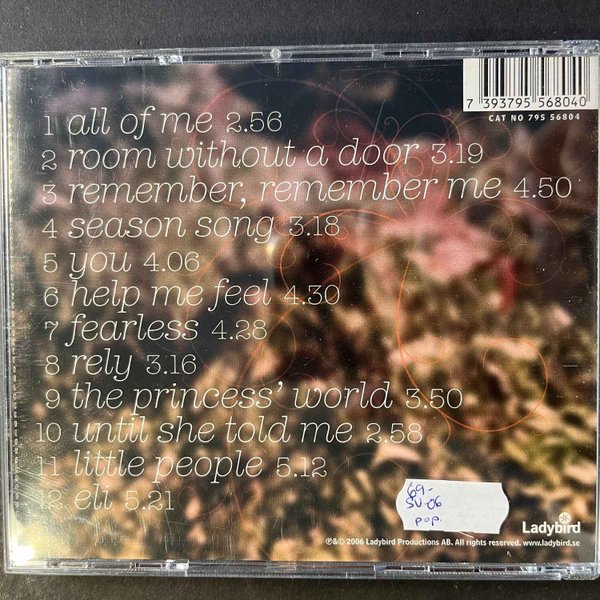 1 all of me 2.56
2 room without a door 3.19
3 remember, remember me 4.50
4 season song 3.18
5 you 4.06
6 help me feel 4.30
7 fearless 4.28
8 rely 3.16
9 the princess' world 3.50
10 until she told me 2.58
11 little people 5.12
12 eli 5.21
7 393795 568040
CAT NO 795 56804
69-
SV-06
pop.
Ladybird
℗&© 2006 Ladybird Productions AB. All rights reserved. www.ladybird.se